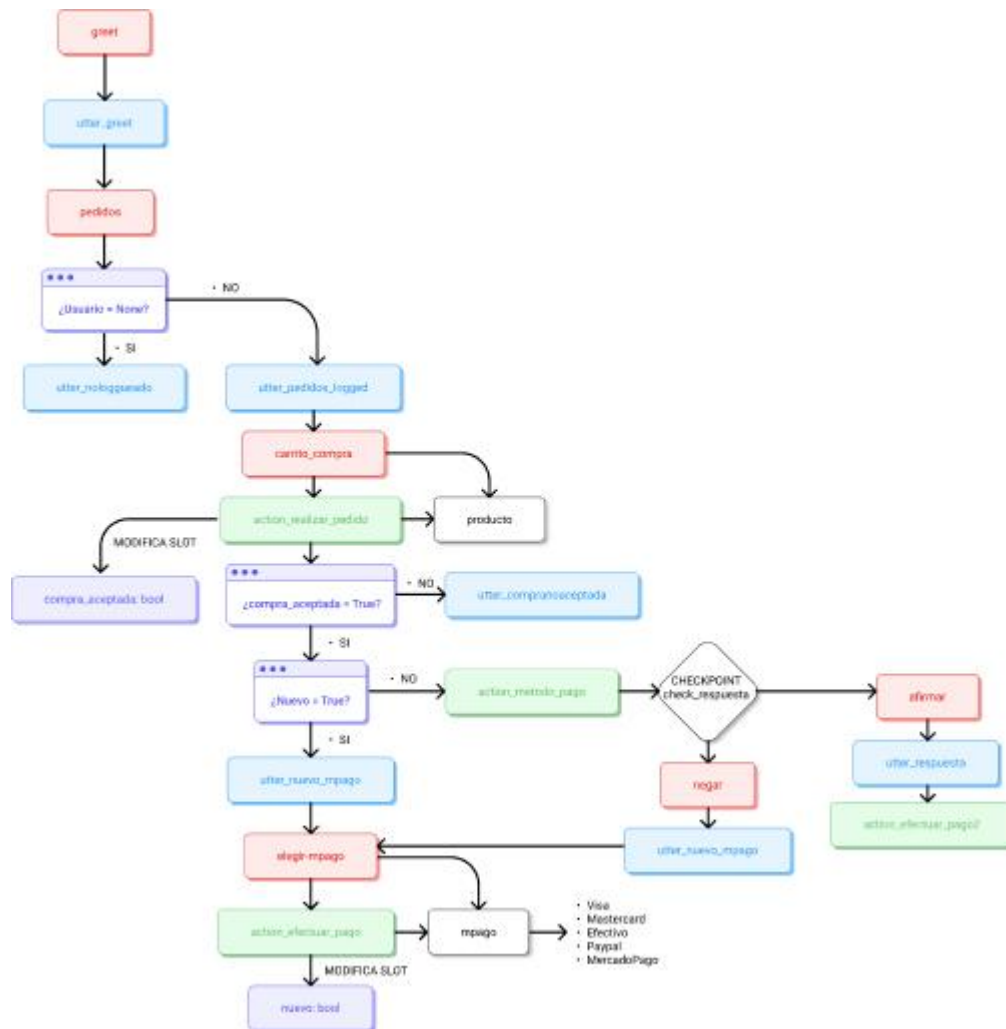 greet
utter_greet
pedidos
¿Usuario = None?
• NO
• SI
utter_nologgueado
utter_pedidos_logged
carrito_compra
action_realizar_pedido
producto
MODIFICA SLOT
compra_aceptada: bool
¿compra_aceptada = True?
• NO
utter_compranoaceptada
• SI
¿Nuevo = True?
• NO
action_metodo_pago
CHECKPOINT
check_respuesta
afirmar
• SI
utter_nuevo_mpago
negar
utter_respuesta
utter_nuevo_mpago
action_efectuar_pago2
elegir-mpago
action_efectuar_pago
mpago
• Visa
• Mastercard
• Efectivo
• Paypal
• MercadoPago
MODIFICA SLOT
nuevo: bool